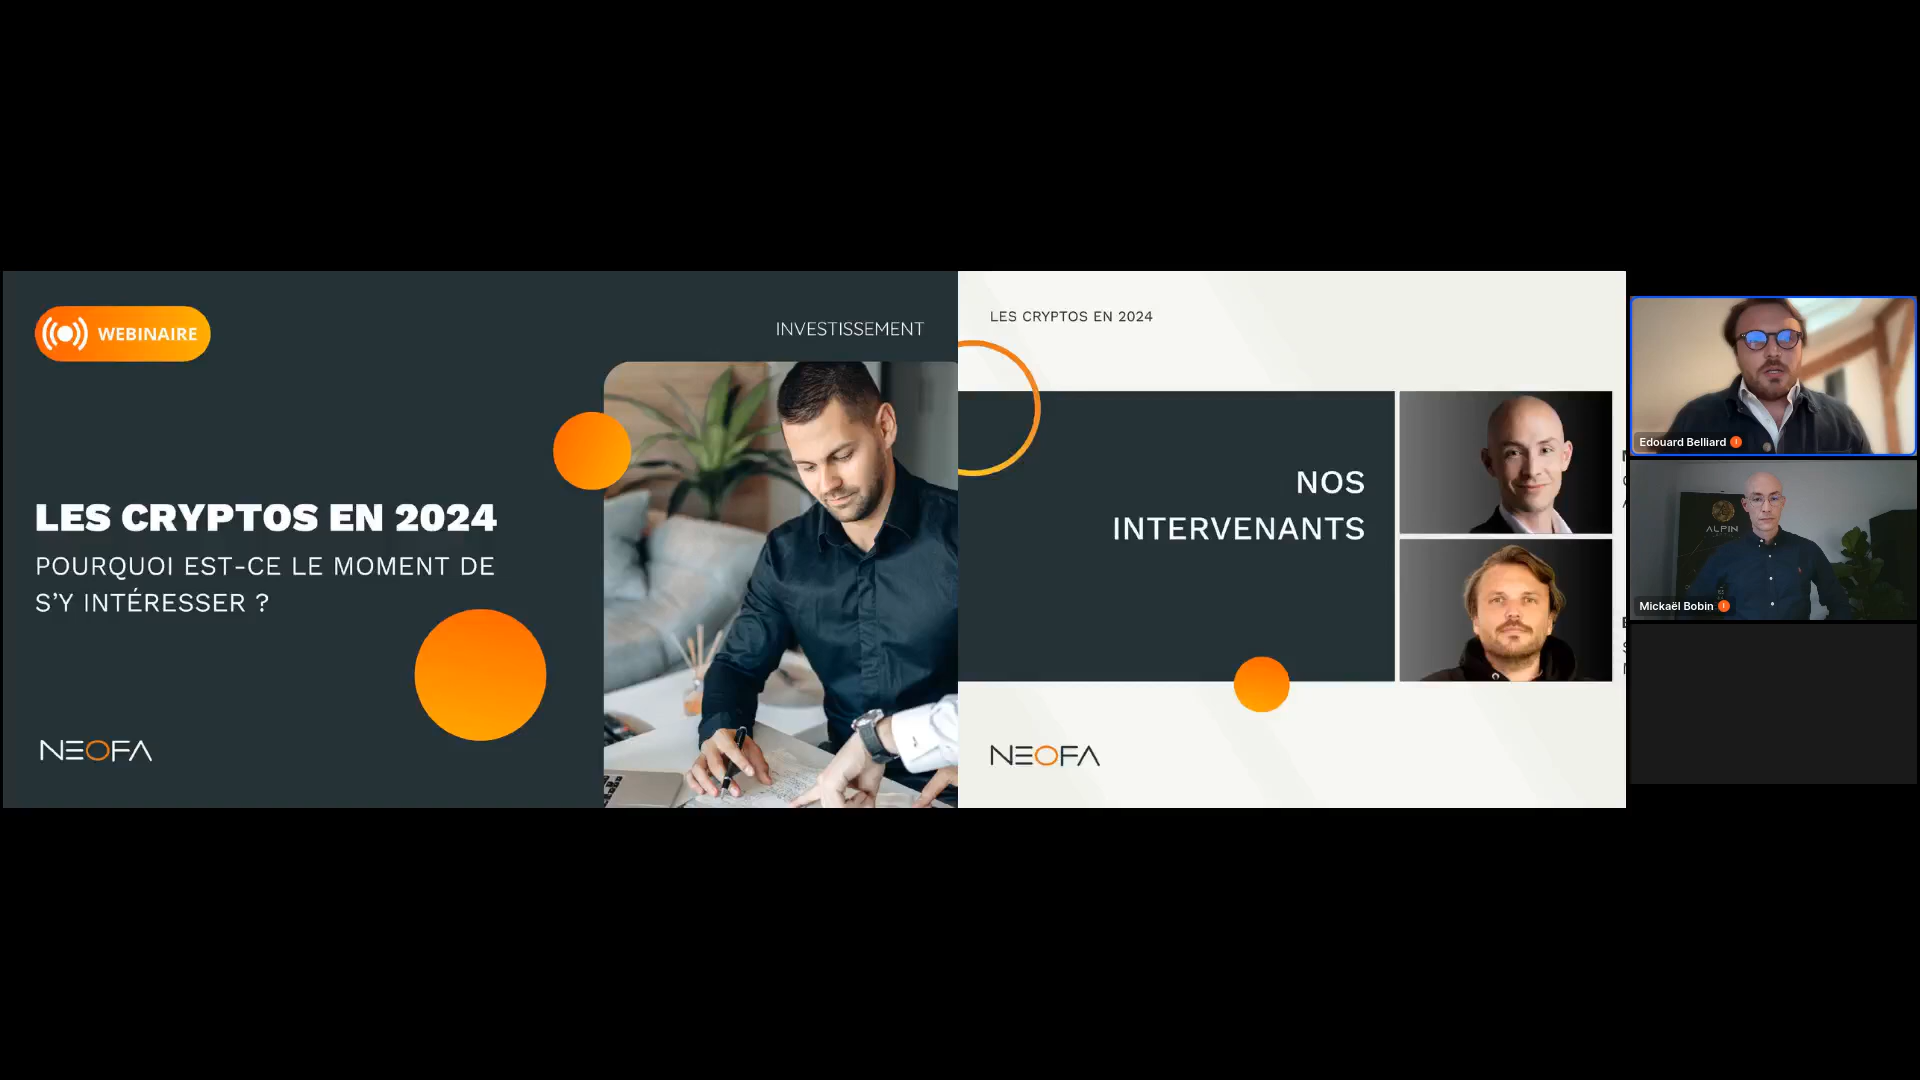 WEBINAIRE
INVESTISSEMENT
LES CRYPTOS EN 2024
POURQUOI EST-CE LE MOMENT DE
S'Y INTÉRESSER ?
NEOFA
LES CRYPTOS EN 2024
NOS
INTERVENANTS
NEOFA
Edouard Belliard
ALPIN
Mickaël Bobin